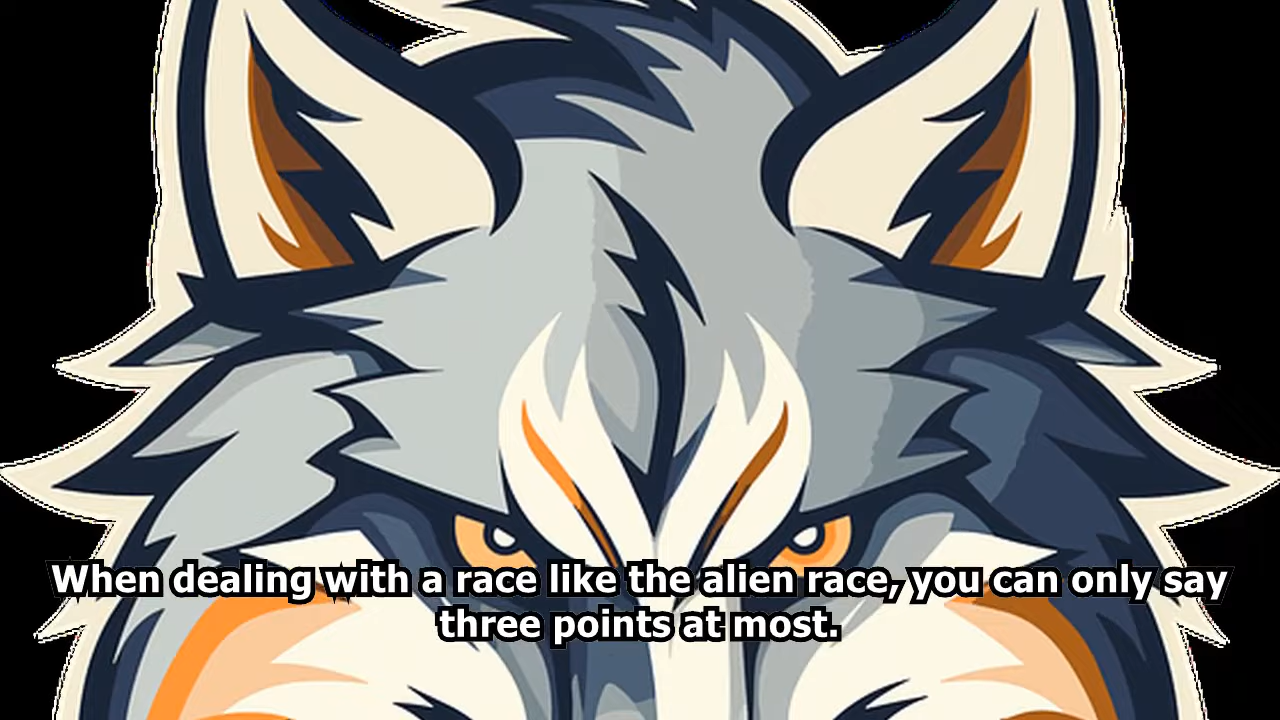 When dealing with a race like the alien race, you can only say
three points at most.